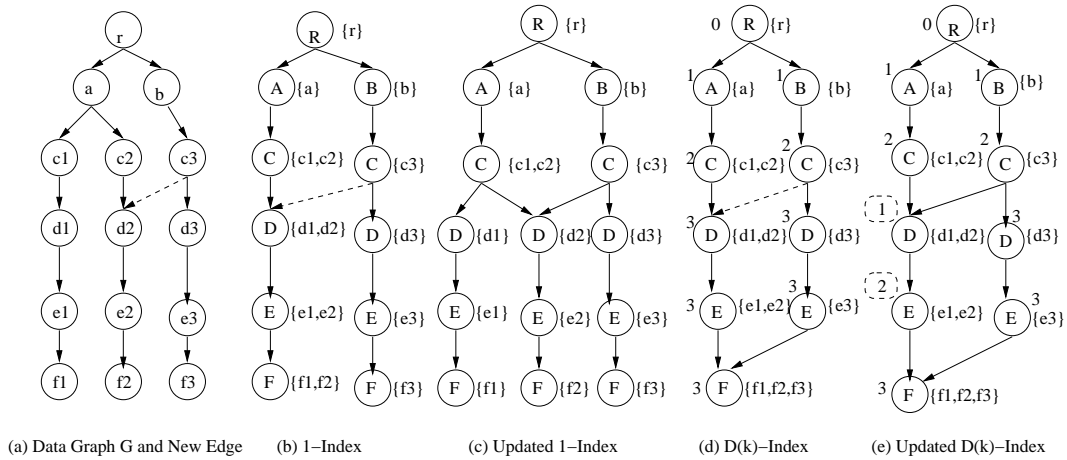 r R {r} R {r} 0 R {r} 0 R {r}
a b A {a} B {b} A {a} B {b} 1 A {a} 1 B {b} 1 A {a} 1 B {b}
c1 c2 c3 C {c1,c2} C {c3} C {c1,c2} C {c3} 2 C {c1,c2} 2 C {c3} 2 C {c1,c2} 2 C {c3}
d1 d2 d3 D {d1,d2} D {d3} D {d1} D {d2} D {d3} 3 D {d1,d2} 3 D {d3} 1 D {d1,d2} 3 D {d3}
e1 e2 e3 E {e1,e2} E {e3} E {e1} E {e2} E {e3} 3 E {e1,e2} 3 E {e3} 2 E {e1,e2} 3 E {e3}
f1 f2 f3 F {f1,f2} F {f3} F {f1} F {f2} F {f3} 3 F {f1,f2,f3} 3 F {f1,f2,f3}
(a) Data Graph G and New Edge (b) 1−Index (c) Updated 1−Index (d) D(k)−Index (e) Updated D(k)−Index